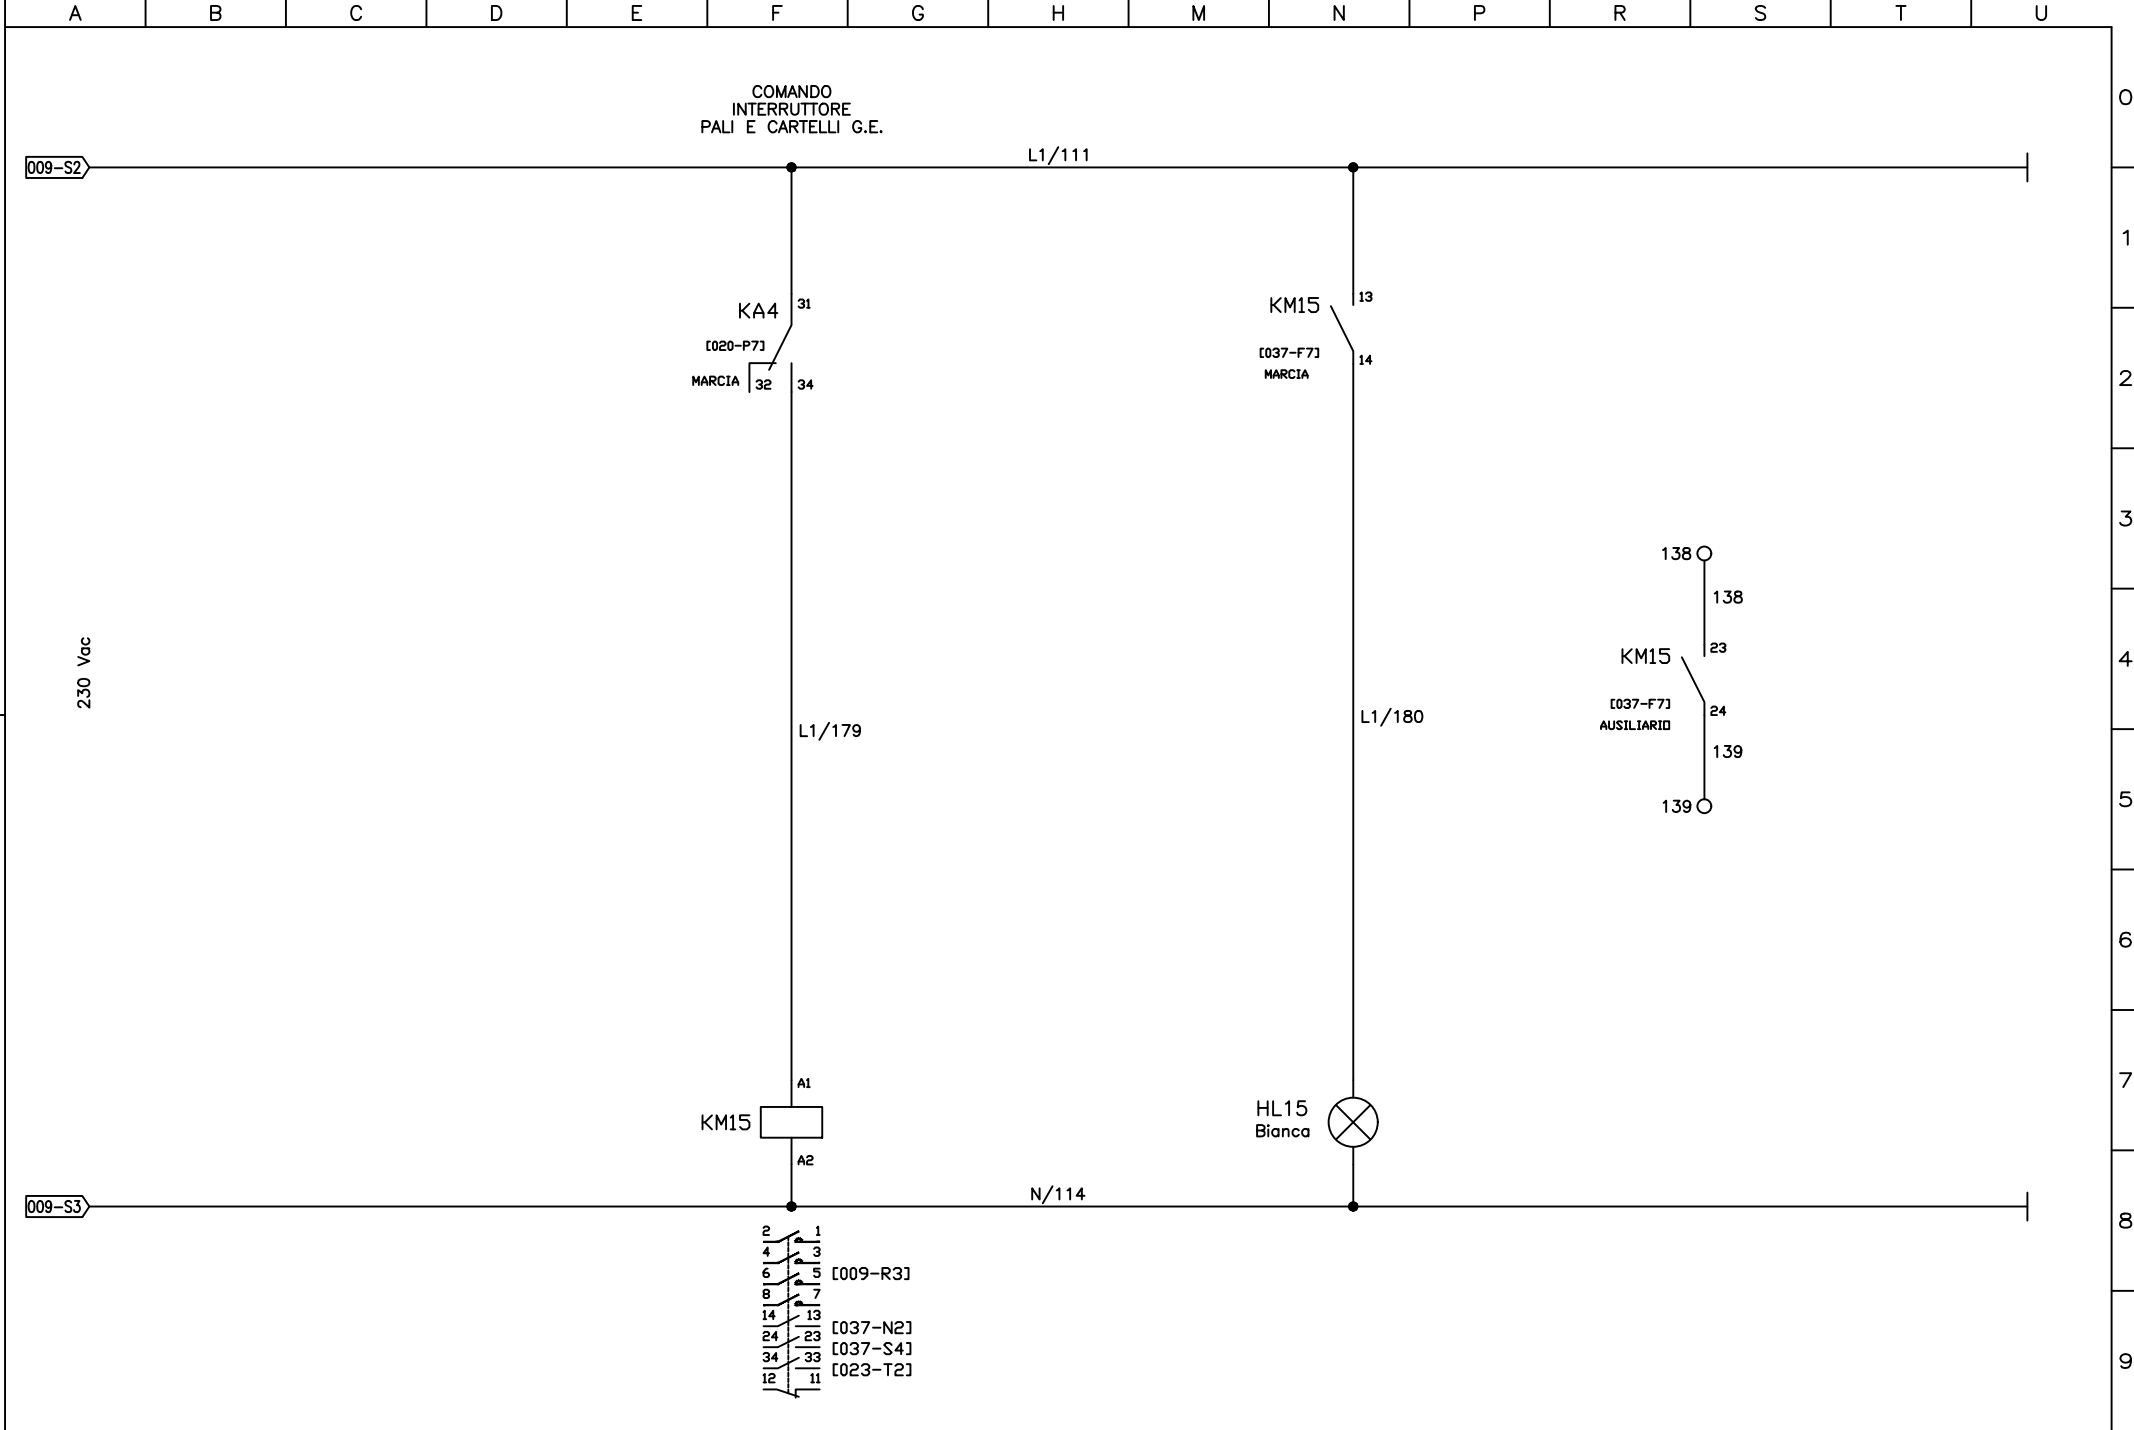 A B C D E F G H M N P R S T U
0
COMANDO
INTERRUTTORE
PALI E CARTELLI G.E.
009-S2
L1/111
1
KA4
31
[020-P7]
MARCIA
32
34
KM15
13
[037-F7]
14
MARCIA
2
3
138
138
230 Vac
KM15
23
[037-F7]
24
AUSILIARIO
4
L1/179
L1/180
139
139
5
6
7
A1
KM15
A2
HL15
Bianca
009-S3
N/114
8
2 1
4 3
6 5 [009-R3]
8 7
14 13 [037-N2]
24 23 [037-S4]
34 33 [023-T2]
12 11
9